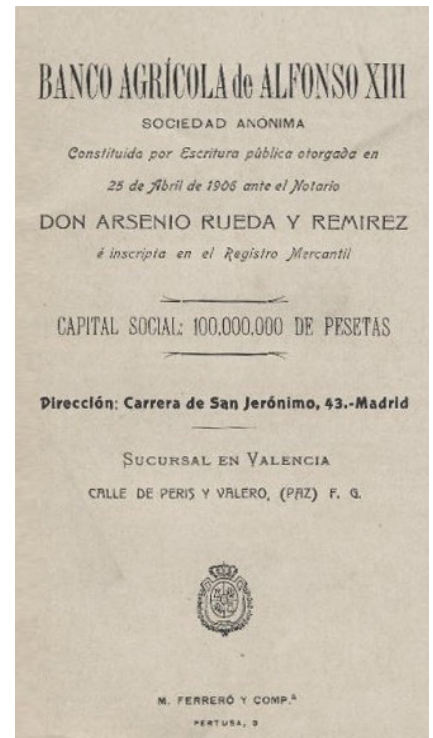 BANCO AGRÍCOLA de ALFONSO XIII
SOCIEDAD ANÓNIMA
Constituída por Escritura pública otorgada en
25 de Abril de 1906 ante el Notario
DON ARSENIO RUEDA Y REMIREZ
é inscripta en el Registro Mercantil
CAPITAL SOCIAL: 100.000,000 DE PESETAS
Dirección: Carrera de San Jerónimo, 43.-Madrid
SUCURSAL EN VALENCIA
CALLE DE PERIS Y VALERO, (PAZ) F. G.
M. FERRERÓ Y COMP.ª
PERTUSA, 3